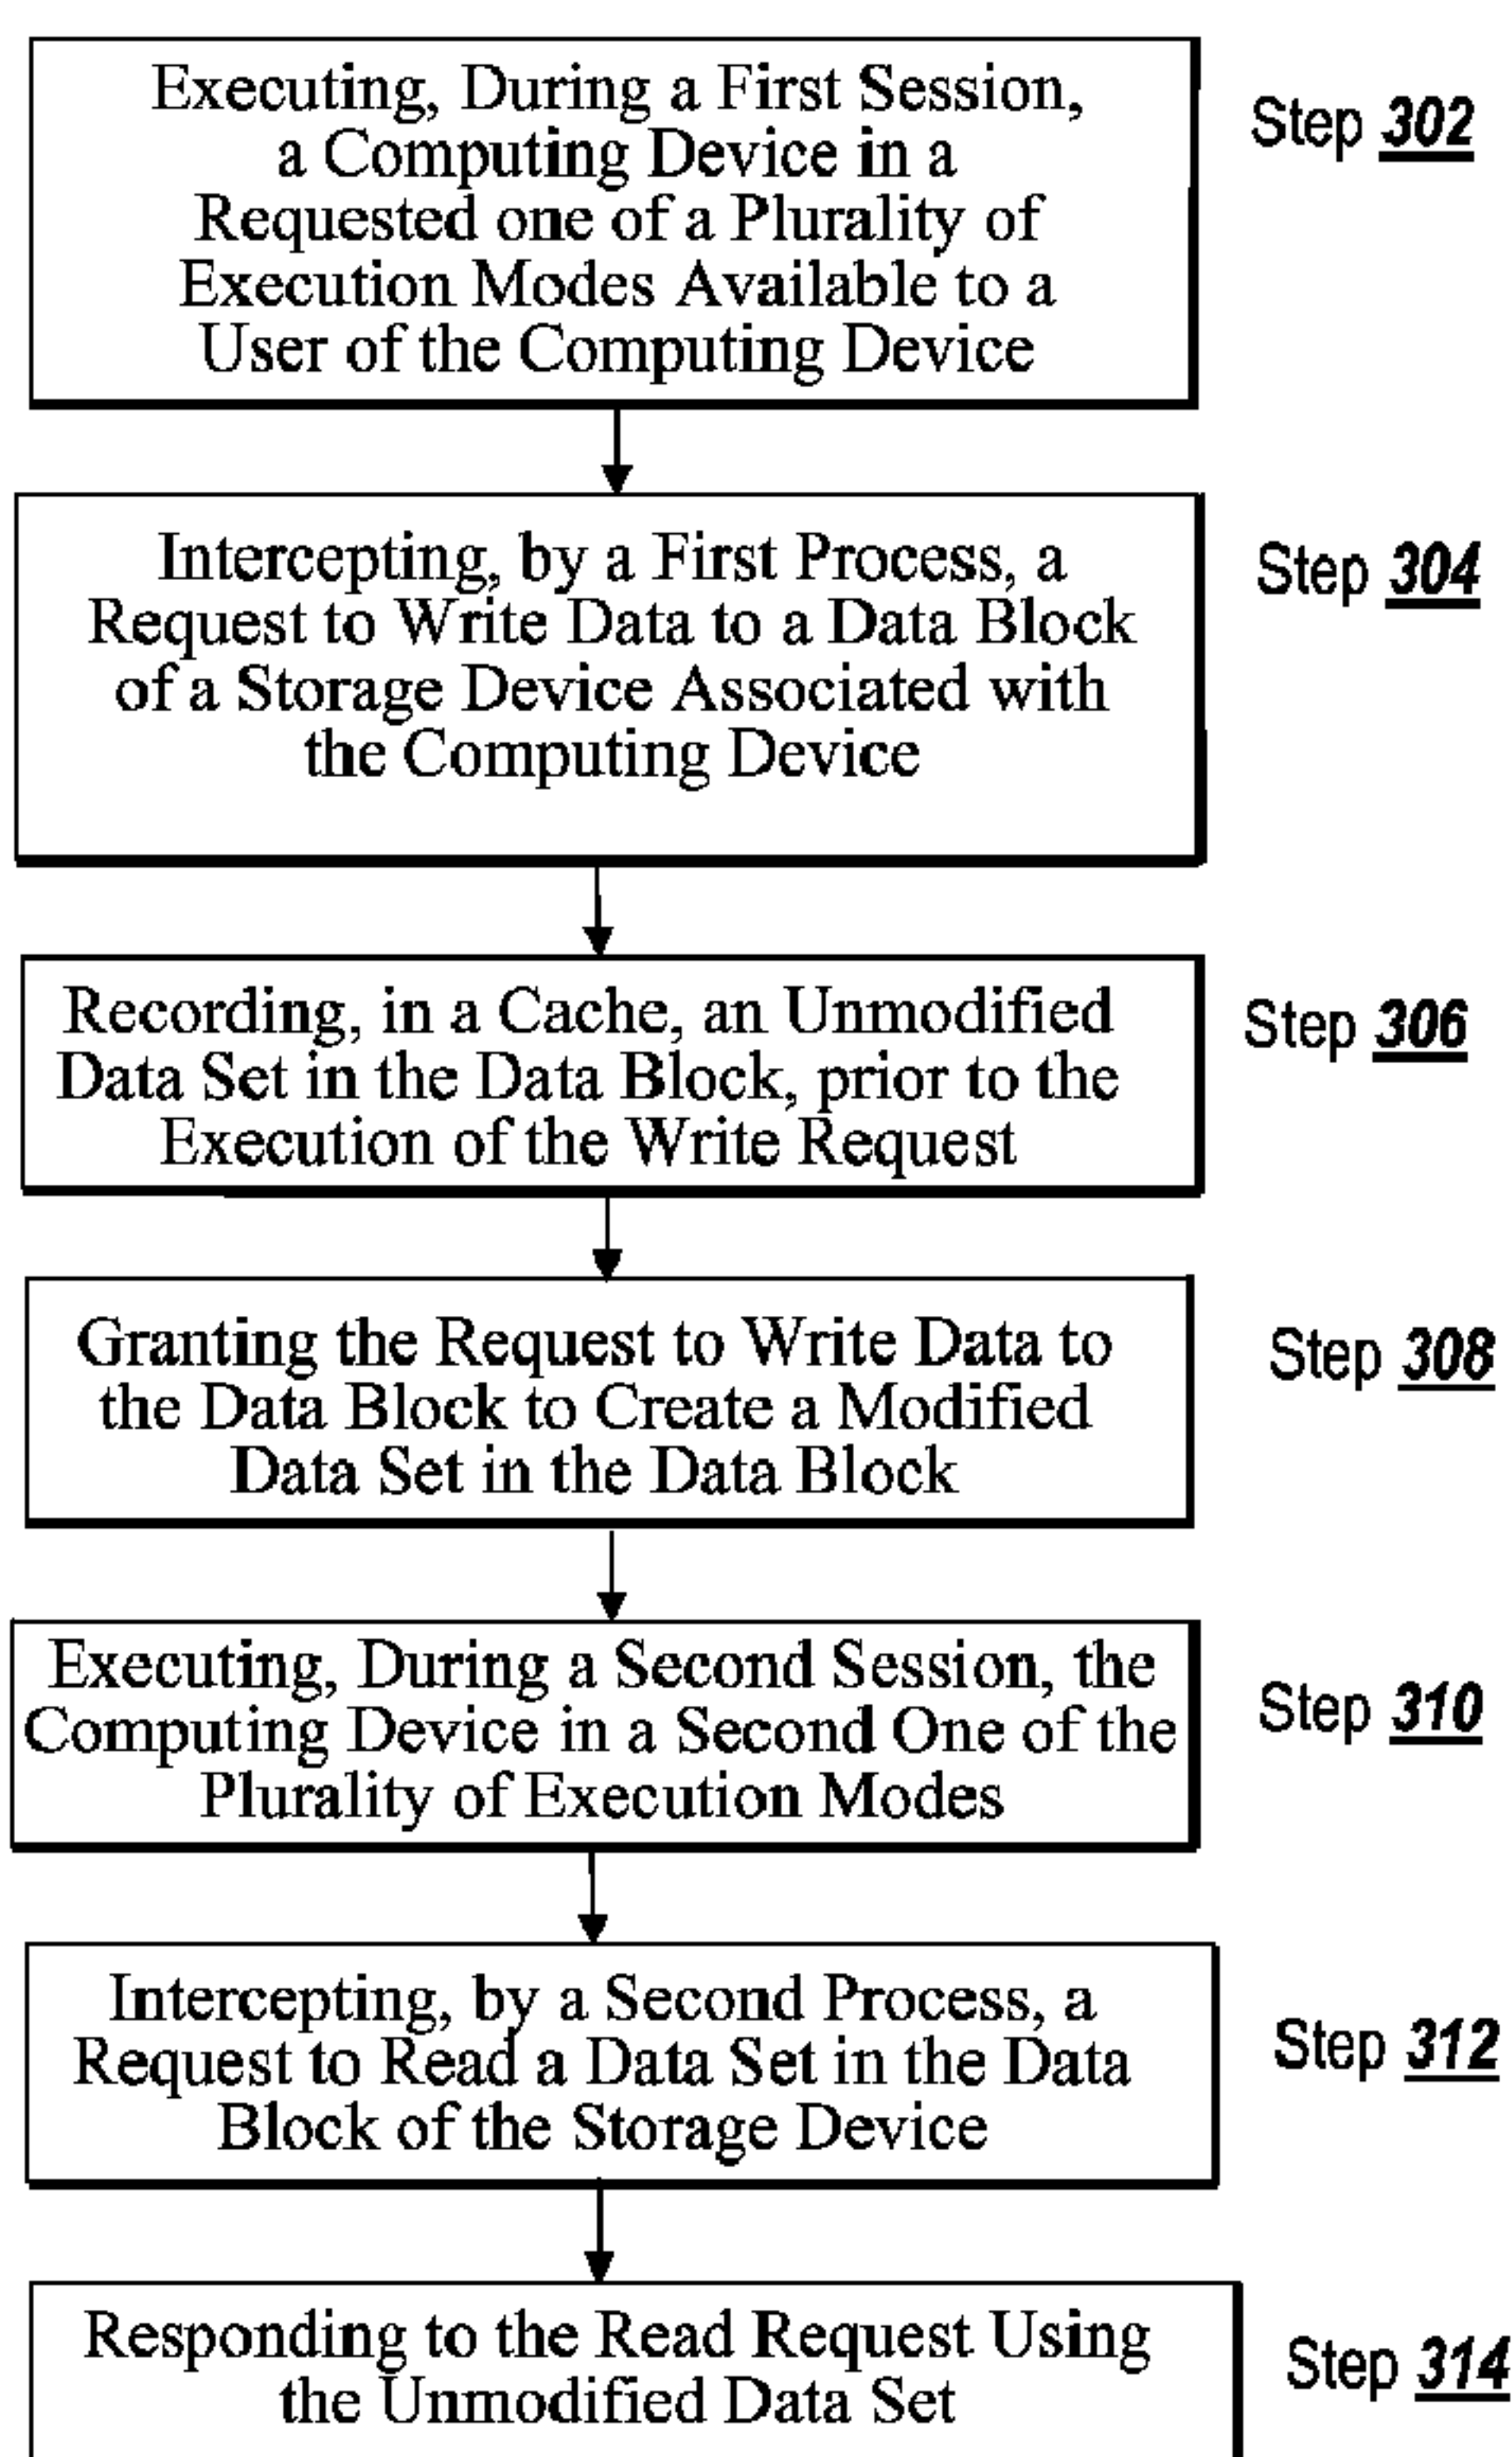 Executing, During a First Session,
a Computing Device in a
Requested one of a Plurality of
Execution Modes Available to a
User of the Computing Device
Step 302
Intercepting, by a First Process, a
Request to Write Data to a Data Block
of a Storage Device Associated with
the Computing Device
Step 304
Recording, in a Cache, an Unmodified
Data Set in the Data Block, prior to the
Execution of the Write Request
Step 306
Granting the Request to Write Data to
the Data Block to Create a Modified
Data Set in the Data Block
Step 308
Executing, During a Second Session, the
Computing Device in a Second One of the
Plurality of Execution Modes
Step 310
Intercepting, by a Second Process, a
Request to Read a Data Set in the Data
Block of the Storage Device
Step 312
Responding to the Read Request Using
the Unmodified Data Set
Step 314